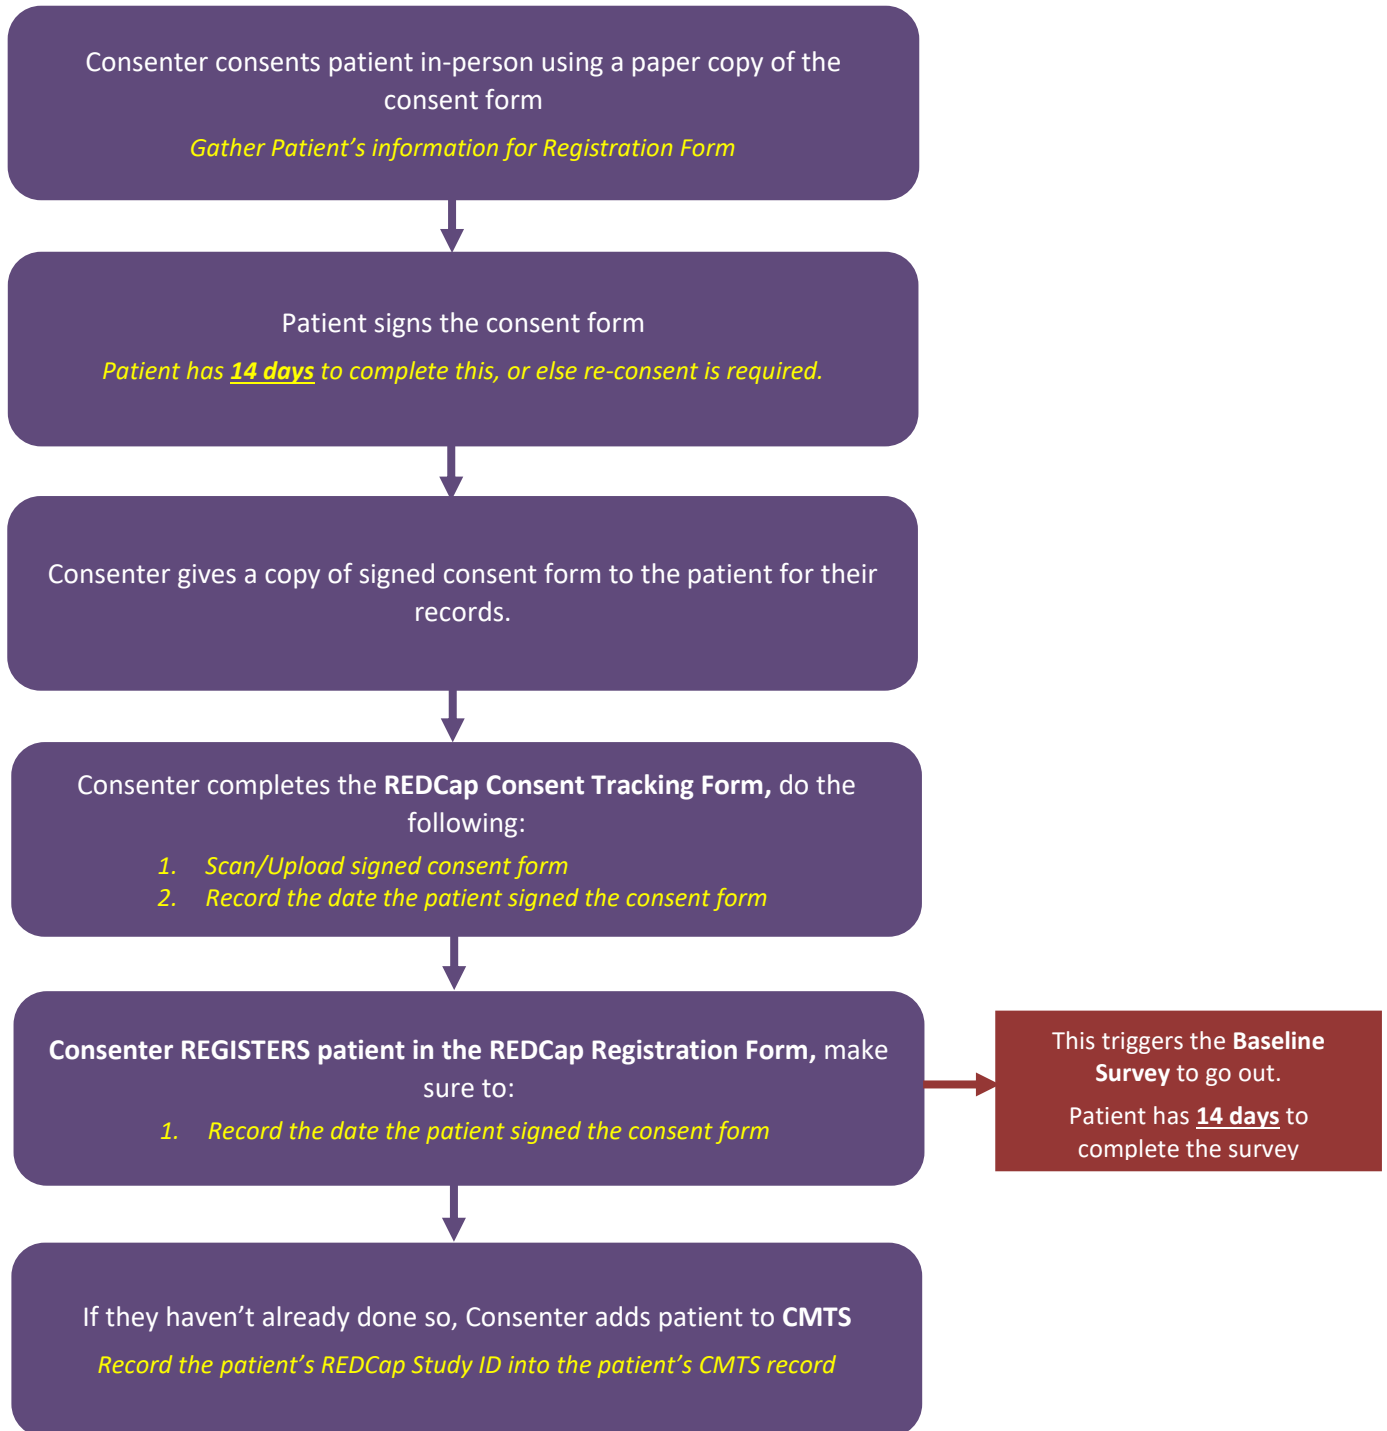 Consenter consents patient in-person using a paper copy of the
consent form
Gather Patient’s information for Registration Form
Patient signs the consent form
Patient has 14 days to complete this, or else re-consent is required.
Consenter gives a copy of signed consent form to the patient for their
records.
Consenter completes the REDCap Consent Tracking Form, do the
following:
1. Scan/Upload signed consent form
2. Record the date the patient signed the consent form
Consenter REGISTERS patient in the REDCap Registration Form, make
sure to:
1. Record the date the patient signed the consent form
This triggers the Baseline
Survey to go out.
Patient has 14 days to
complete the survey
If they haven’t already done so, Consenter adds patient to CMTS
Record the patient’s REDCap Study ID into the patient’s CMTS record